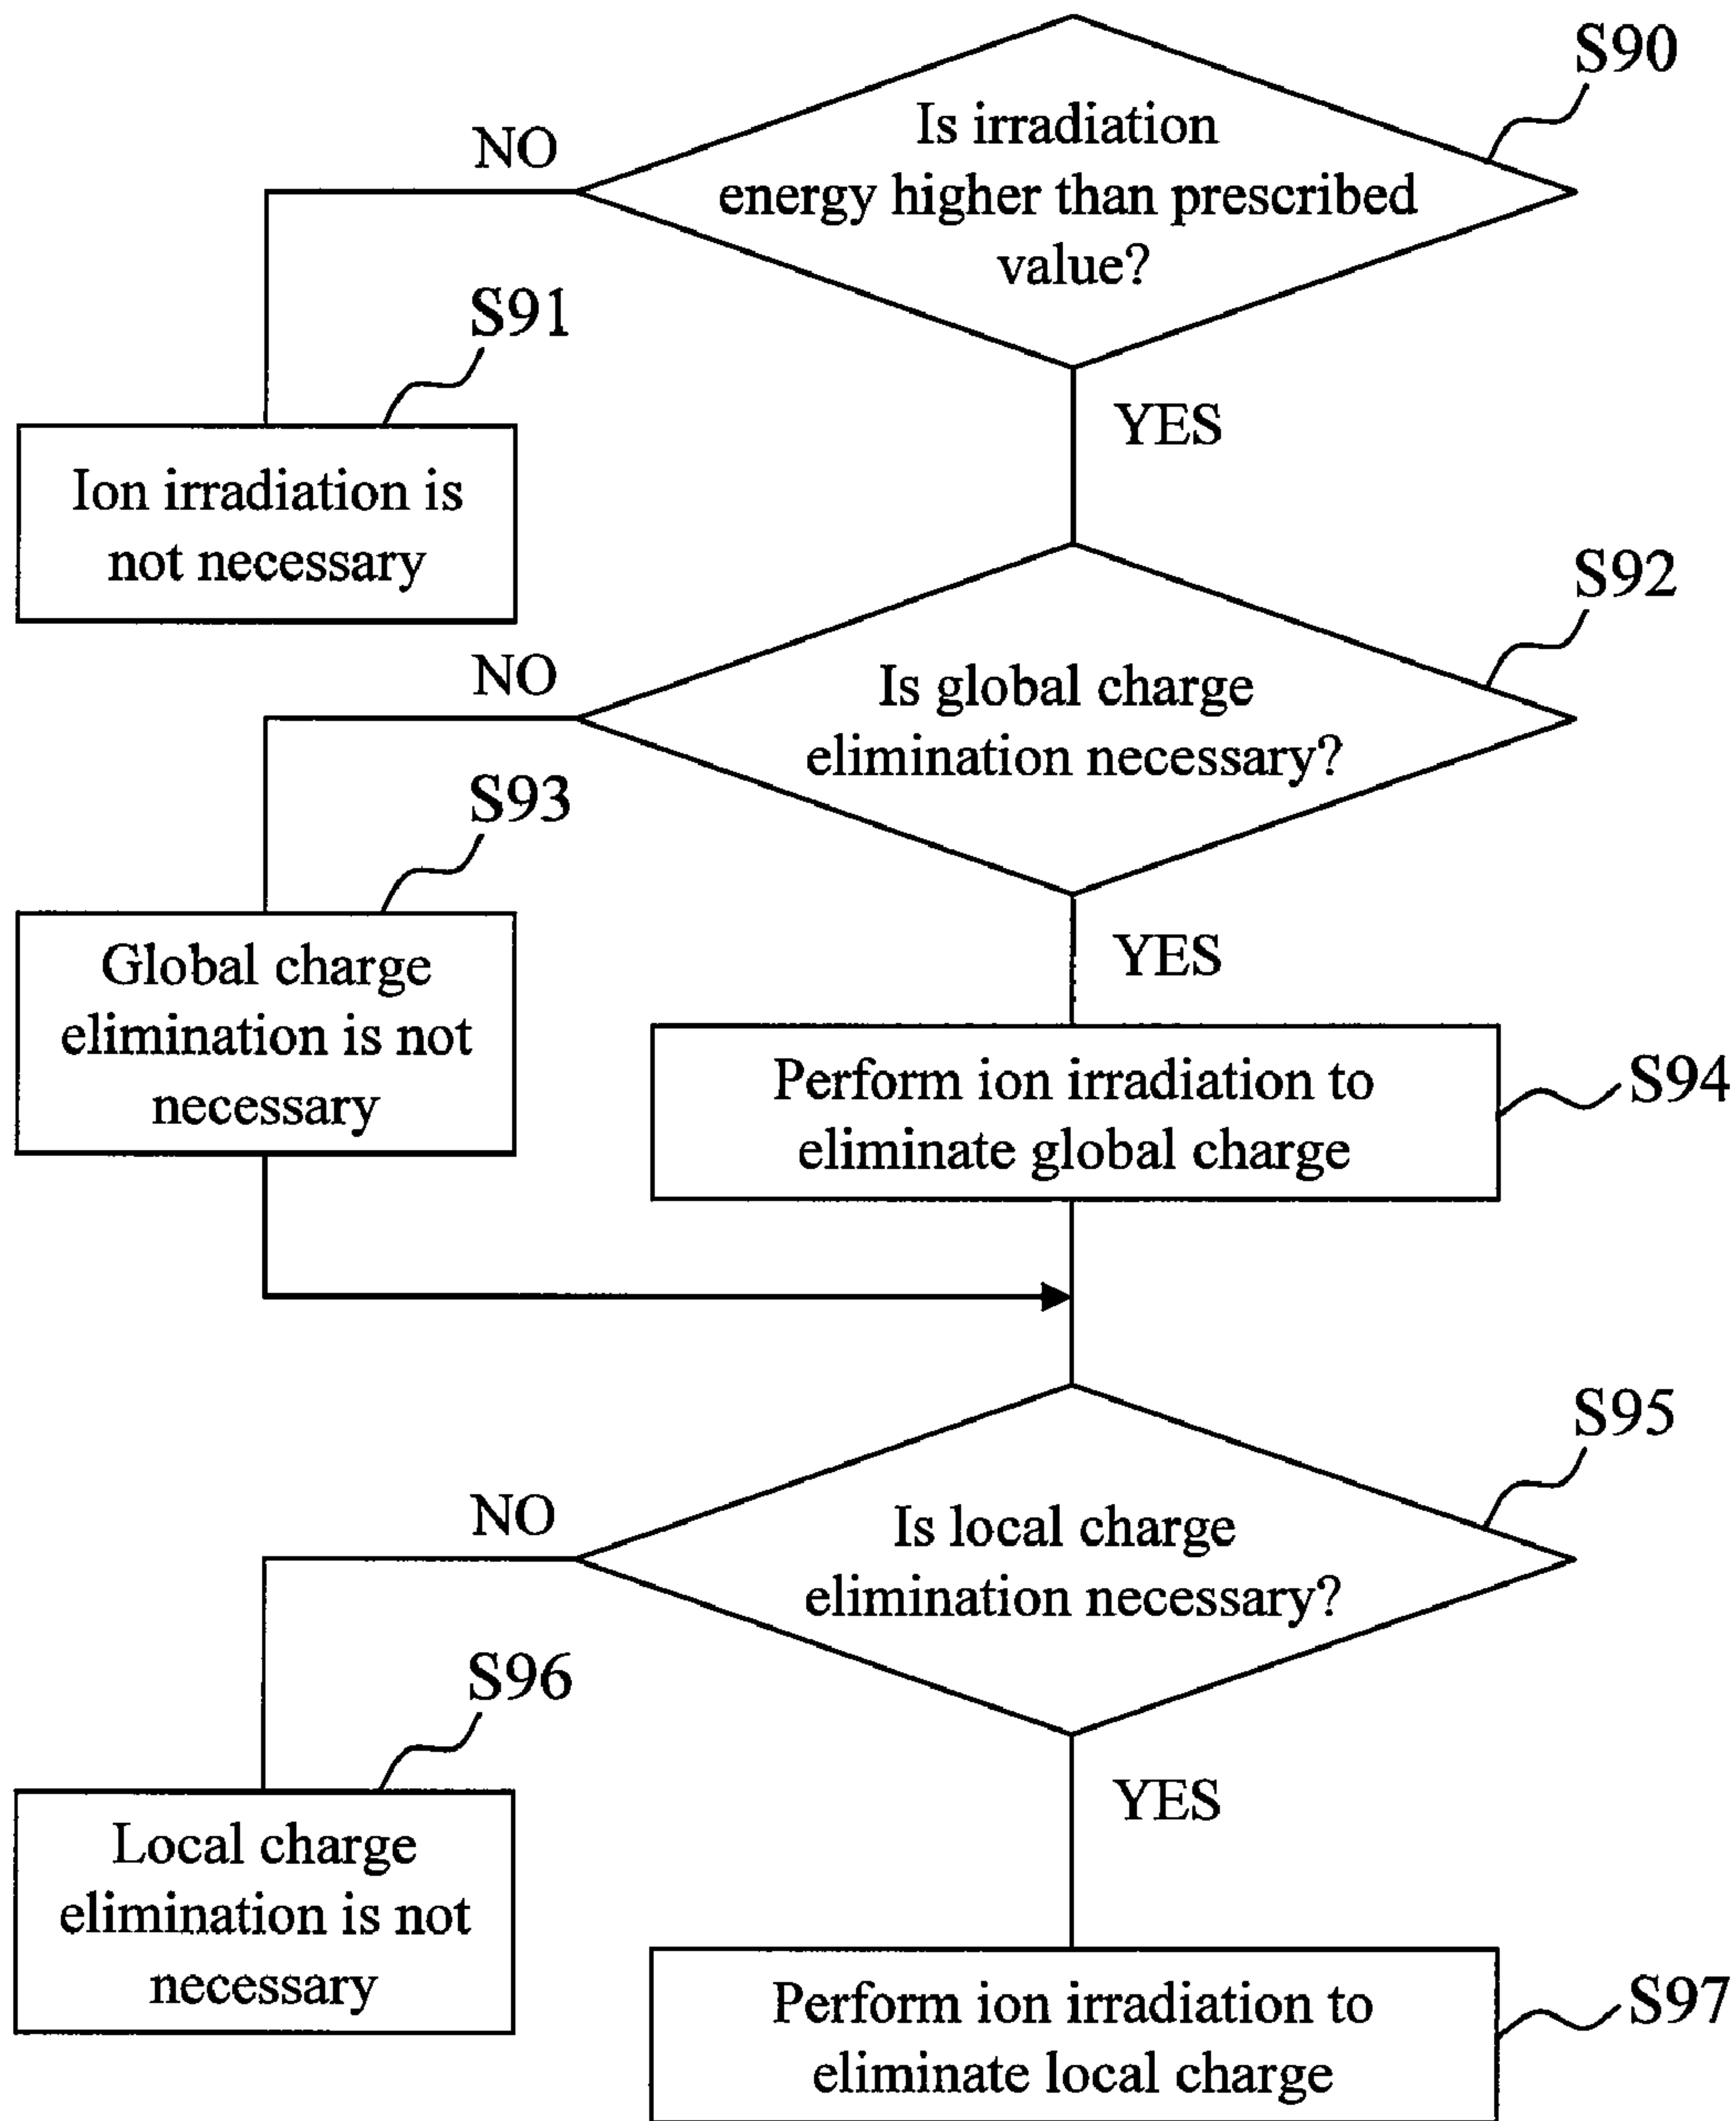 S90
Is irradiation
energy higher than prescribed
value?
NO
YES
S91
Ion irradiation is
not necessary
S92
Is global charge
elimination necessary?
NO
YES
S93
Global charge
elimination is not
necessary
Perform ion irradiation to
eliminate global charge
S94
S95
Is local charge
elimination necessary?
NO
YES
S96
Local charge
elimination is not
necessary
Perform ion irradiation to
eliminate local charge
S97